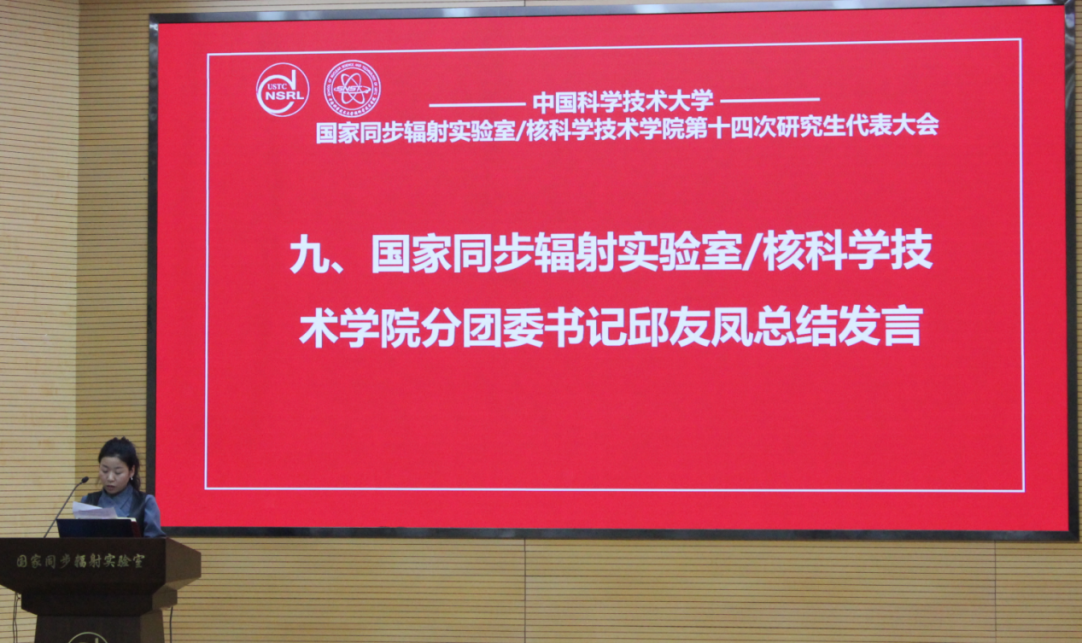 USTC
NSRL
SNST
中国科学技术大学
国家同步辐射实验室/核科学技术学院第十四次研究生代表大会
九、国家同步辐射实验室/核科学技
术学院分团委书记邱友凤总结发言
国家同步辐射实验室